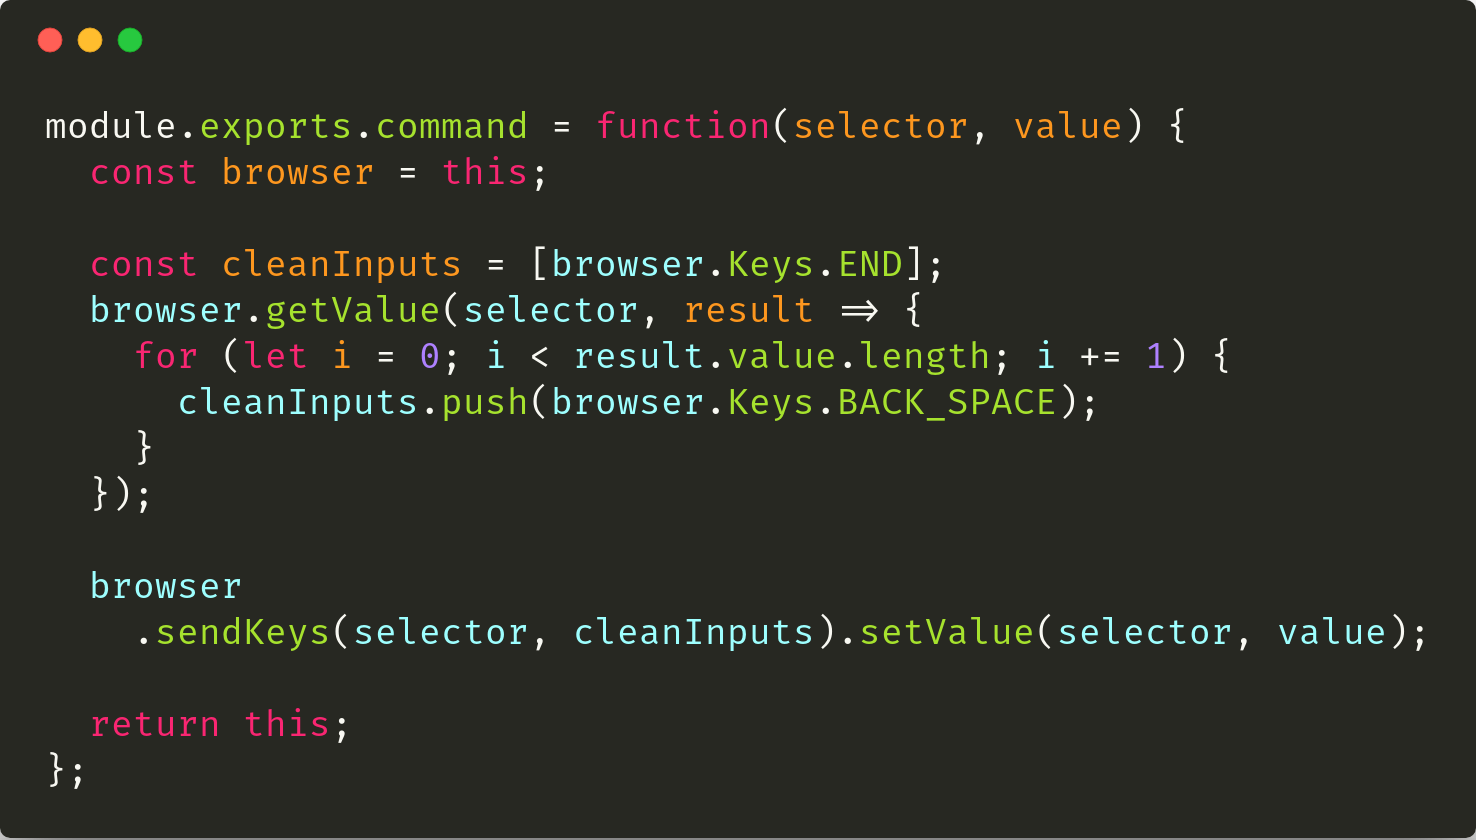 module.exports.command = function(selector, value) {
  const browser = this;

  const cleanInputs = [browser.Keys.END];
  browser.getValue(selector, result => {
    for (let i = 0; i < result.value.length; i += 1) {
      cleanInputs.push(browser.Keys.BACK_SPACE);
    }
  });

  browser
    .sendKeys(selector, cleanInputs).setValue(selector, value);

  return this;
};